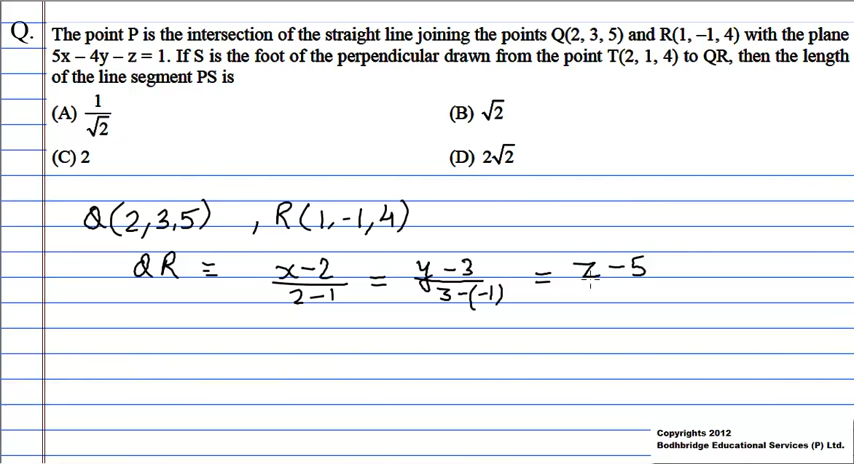 Q. The point P is the intersection of the straight line joining the points Q(2, 3, 5) and R(1, –1, 4) with the plane
5x – 4y – z = 1. If S is the foot of the perpendicular drawn from the point T(2, 1, 4) to QR, then the length
of the line segment PS is
(A) 1/√2 (B) √2
(C) 2 (D) 2√2
Q(2,3,5) , R(1,-1,4)
QR ≡ x-2/2-1 = y-3/3-(-1) = z-5
Copyrights 2012
Bodhbridge Educational Services (P) Ltd.